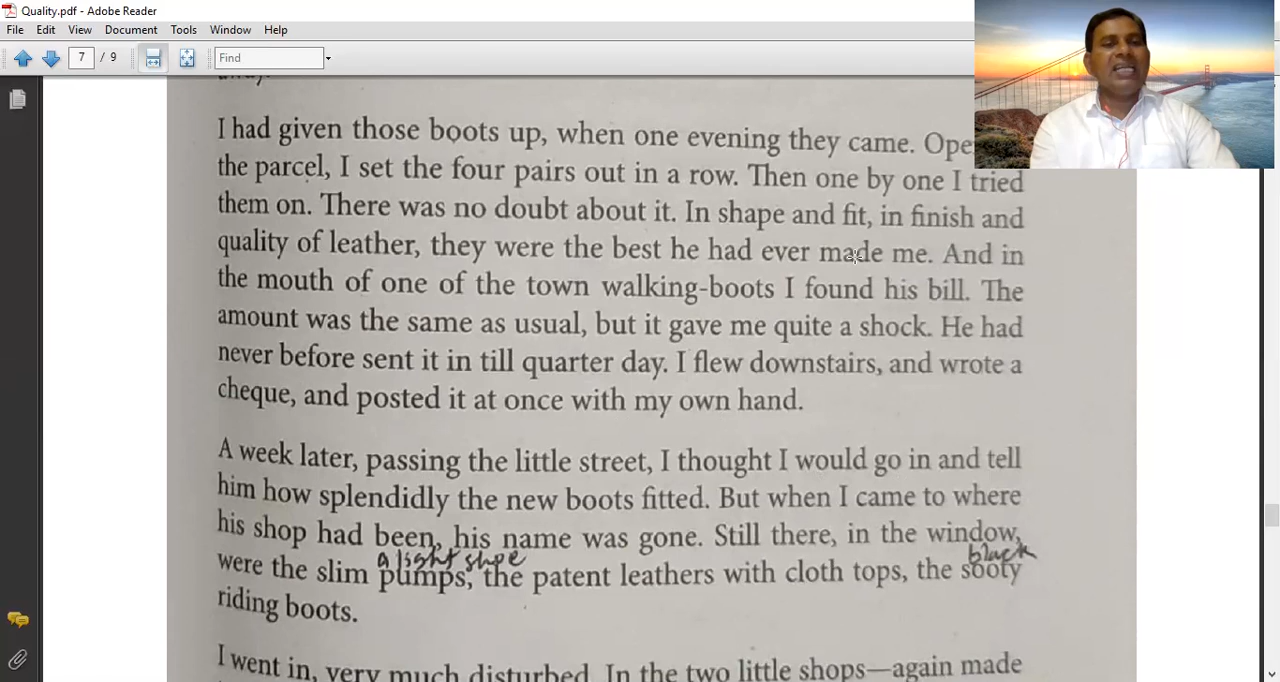 Quality.pdf - Adobe Reader
File Edit View Document Tools Window Help
7 / 9 Find
I had given those boots up, when one evening they came.
the parcel, I set the four pairs out in a row. Then one by one I tried
them on. There was no doubt about it. In shape and fit, in finish and
quality of leather, they were the best he had ever made me. And in
the mouth of one of the town walking-boots I found his bill. The
amount was the same as usual, but it gave me quite a shock. He had
never before sent it in till quarter day. I flew downstairs, and wrote a
cheque, and posted it at once with my own hand.
A week later, passing the little street, I thought I would go in and tell
him how splendidly the new boots fitted. But when I came to where
his shop had been, his name was gone. Still there, in the window,
a light shoe black
were the slim pumps, the patent leathers with cloth tops, the sooty
riding boots.
I went in, very much disturbed. In the two little shops—again made